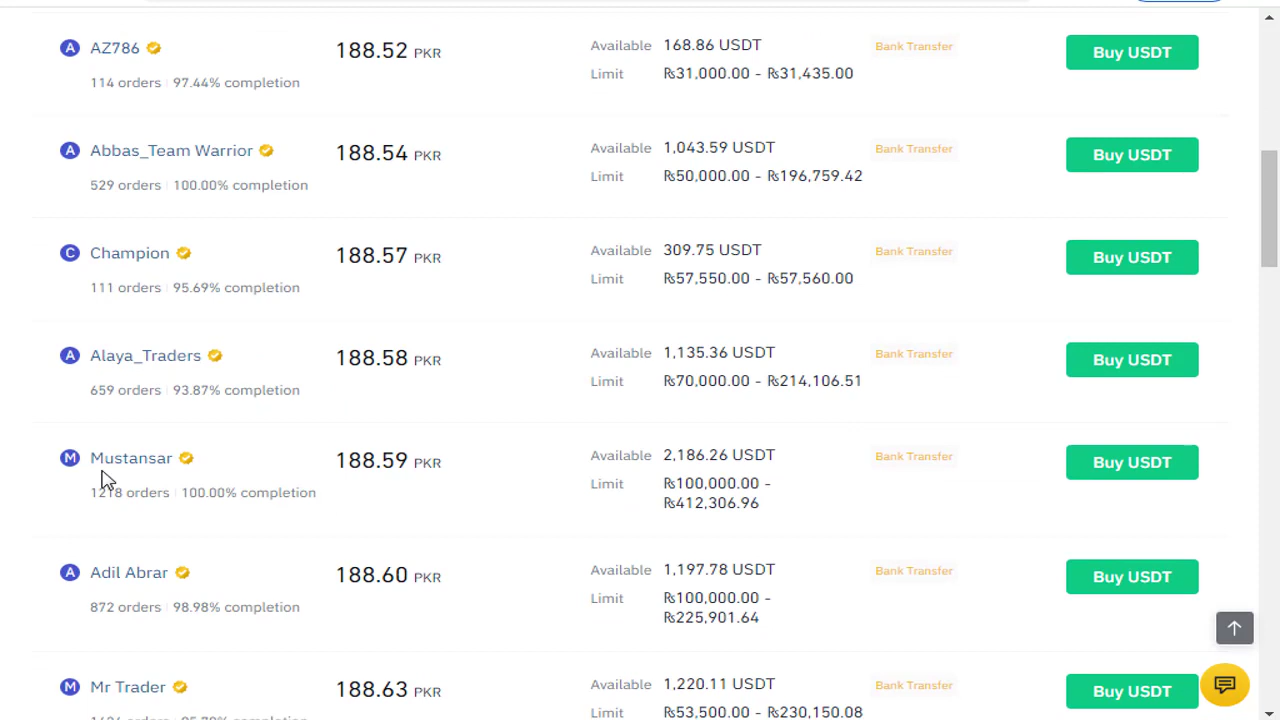 A AZ786 188.52 PKR Available 168.86 USDT Bank Transfer Buy USDT
114 orders 97.44% completion Limit ₨31,000.00 - ₨31,435.00
A Abbas_Team Warrior 188.54 PKR Available 1,043.59 USDT Bank Transfer Buy USDT
529 orders 100.00% completion Limit ₨50,000.00 - ₨196,759.42
C Champion 188.57 PKR Available 309.75 USDT Bank Transfer Buy USDT
111 orders 95.69% completion Limit ₨57,550.00 - ₨57,560.00
A Alaya_Traders 188.58 PKR Available 1,135.36 USDT Bank Transfer Buy USDT
659 orders 93.87% completion Limit ₨70,000.00 - ₨214,106.51
M Mustansar 188.59 PKR Available 2,186.26 USDT Bank Transfer Buy USDT
1218 orders 100.00% completion Limit ₨100,000.00 -
₨412,306.96
A Adil Abrar 188.60 PKR Available 1,197.78 USDT Bank Transfer Buy USDT
872 orders 98.98% completion Limit ₨100,000.00 -
₨225,901.64
M Mr Trader 188.63 PKR Available 1,220.11 USDT Bank Transfer Buy USDT
Limit ₨53,500.00 - ₨230,150.08